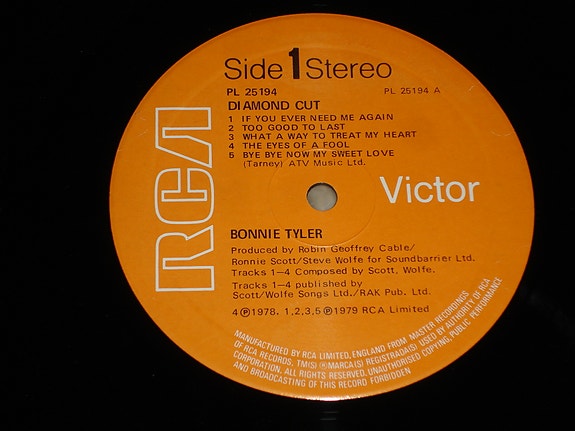 Side 1 Stereo
PL 25194 PL 25194 A
DIAMOND CUT
1 IF YOU EVER NEED ME AGAIN
2 TOO GOOD TO LAST
3 WHAT A WAY TO TREAT MY HEART
4 THE EYES OF A FOOL
5 BYE BYE NOW MY SWEET LOVE
(Tarney) ATV Music Ltd.
RCA
Victor
BONNIE TYLER
Produced by Robin Geoffrey Cable/
Ronnie Scott/Steve Wolfe for Soundbarrier Ltd.
Tracks 1–4 Composed by Scott, Wolfe.
Tracks 1–4 published by
Scott/Wolfe Songs Ltd./RAK Pub. Ltd.
4 ℗ 1978. 1,2,3,5 ℗ 1979 RCA Limited
MANUFACTURED BY RCA LIMITED, ENGLAND FROM MASTER RECORDINGS
OF RCA RECORDS, TM(S) ® MARCA(S) REGISTRADA(S) USED BY AUTHORITY OF RCA
CORPORATION. ALL RIGHTS RESERVED. UNAUTHORISED COPYING, PUBLIC PERFORMANCE
AND BROADCASTING OF THIS RECORD FORBIDDEN